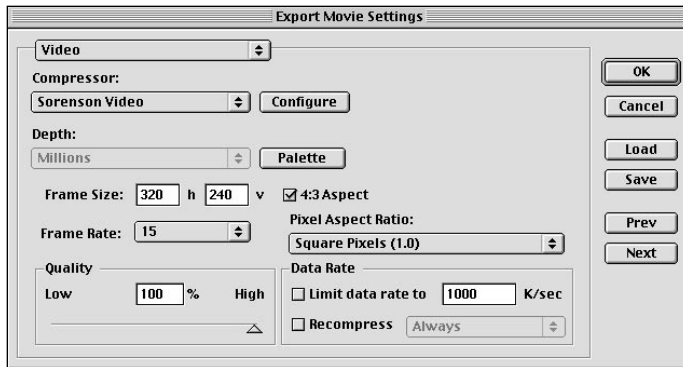 Export Movie Settings
Video
Compressor:
Sorenson Video
Configure
Depth:
Millions
Palette
Frame Size: 320 h 240 v
4:3 Aspect
Frame Rate: 15
Pixel Aspect Ratio:
Square Pixels (1.0)
Quality
Low 100 % High
Data Rate
Limit data rate to 1000 K/sec
Recompress Always
OK
Cancel
Load
Save
Prev
Next